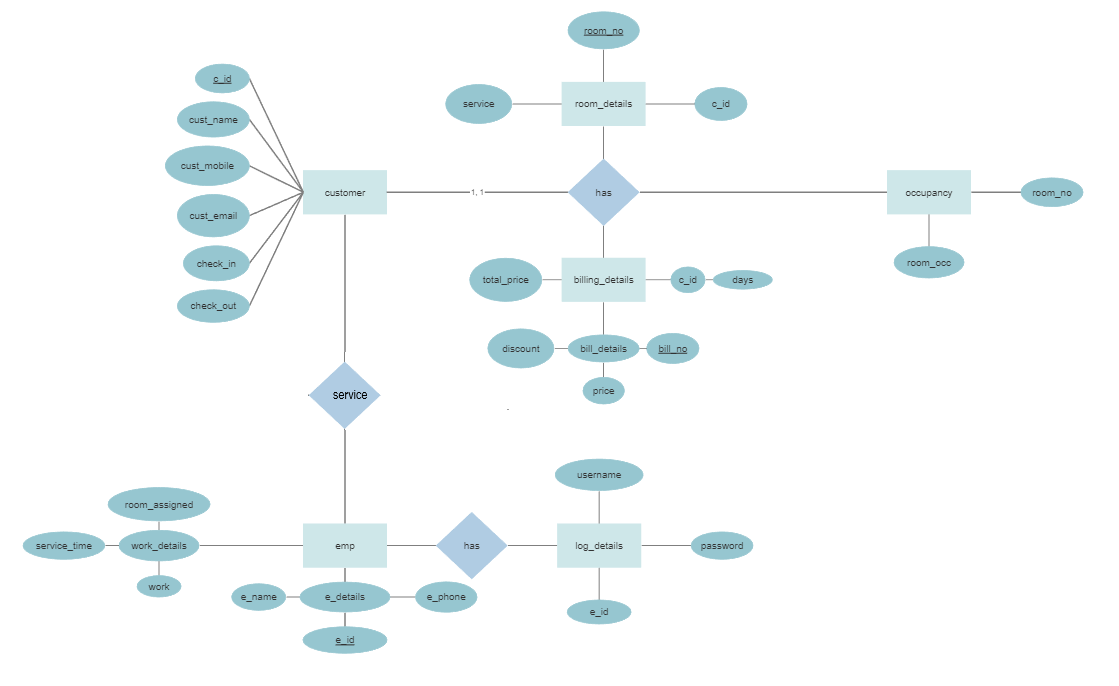 room_no
c_id
service
room_details
c_id
cust_name
cust_mobile
customer
1, 1
has
occupancy
room_no
cust_email
check_in
room_occ
total_price
billing_details
c_id
days
check_out
discount
bill_details
bill_no
price
service
username
room_assigned
service_time
work_details
emp
has
log_details
password
work
e_name
e_details
e_phone
e_id
e_id